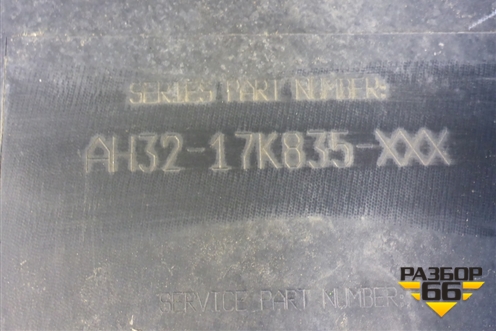 SERIES PART NUMBER:
AH32-17K835-XXX
SERVICE PART NUMBER:
РАЗБОР
66